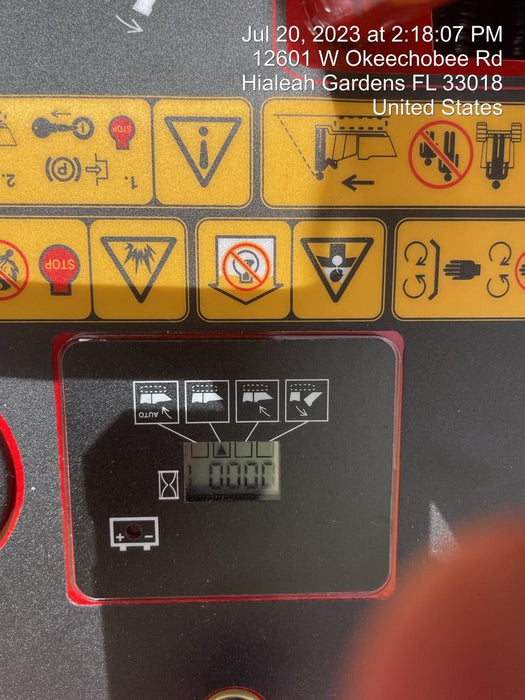 Jul 20, 2023 at 2:18:07 PM
12601 W Okeechobee Rd
Hialeah Gardens FL 33018
United States
STOP
1.
2.
STOP
AUTO
+ -